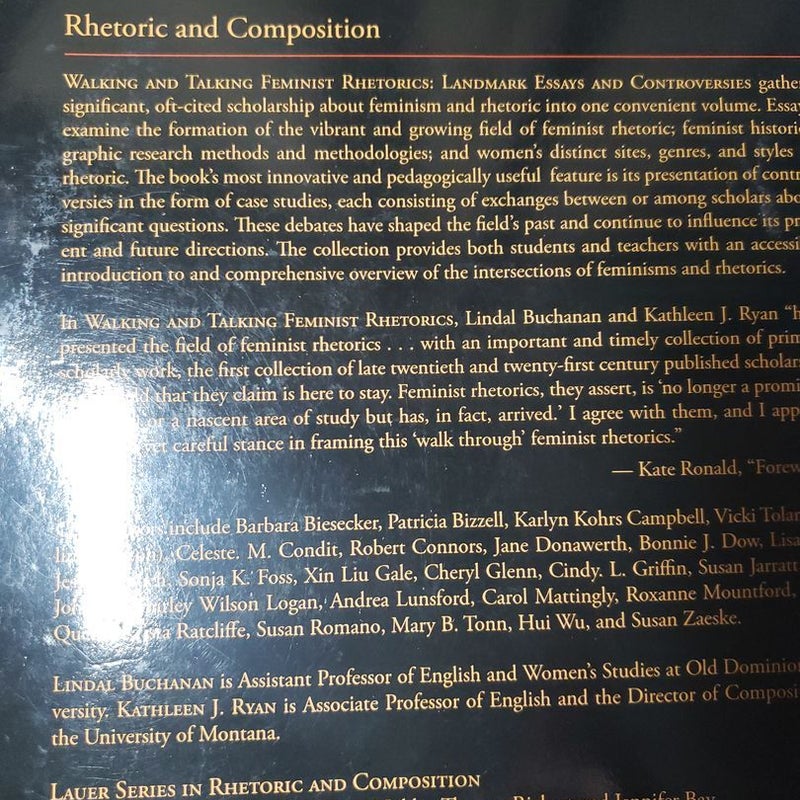 Rhetoric and Composition
Walking and Talking Feminist Rhetorics: Landmark Essays and Controversies gathe
significant, oft-cited scholarship about feminism and rhetoric into one convenient volume. Essay
examine the formation of the vibrant and growing field of feminist rhetoric; feminist histori
graphic research methods and methodologies; and women's distinct sites, genres, and styles
rhetoric. The book's most innovative and pedagogically useful feature is its presentation of contr
versies in the form of case studies, each consisting of exchanges between or among scholars abo
significant questions. These debates have shaped the field's past and continue to influence its pr
ent and future directions. The collection provides both students and teachers with an accessi
introduction to and comprehensive overview of the intersections of feminisms and rhetorics.
In Walking and Talking Feminist Rhetorics, Lindal Buchanan and Kathleen J. Ryan "h
presented the field of feminist rhetorics . . . with an important and timely collection of prim
scholarly work, the first collection of late twentieth and twenty-first century published scholar
that they claim is here to stay. Feminist rhetorics, they assert, is 'no longer a promi
or a nascent area of study but has, in fact, arrived.' I agree with them, and I app
careful stance in framing this 'walk through' feminist rhetorics."
— Kate Ronald, "Forew
include Barbara Biesecker, Patricia Bizzell, Karlyn Kohrs Campbell, Vicki Tolar
Celeste. M. Condit, Robert Connors, Jane Donawerth, Bonnie J. Dow, Lisa
Sonja K. Foss, Xin Liu Gale, Cheryl Glenn, Cindy. L. Griffin, Susan Jarratt
Wilson Logan, Andrea Lunsford, Carol Mattingly, Roxanne Mountford,
Ratcliffe, Susan Romano, Mary B. Tonn, Hui Wu, and Susan Zaeske.
Lindal Buchanan is Assistant Professor of English and Women's Studies at Old Dominion
versity. Kathleen J. Ryan is Associate Professor of English and the Director of Composi
the University of Montana.
Lauer Series in Rhetoric and Composition